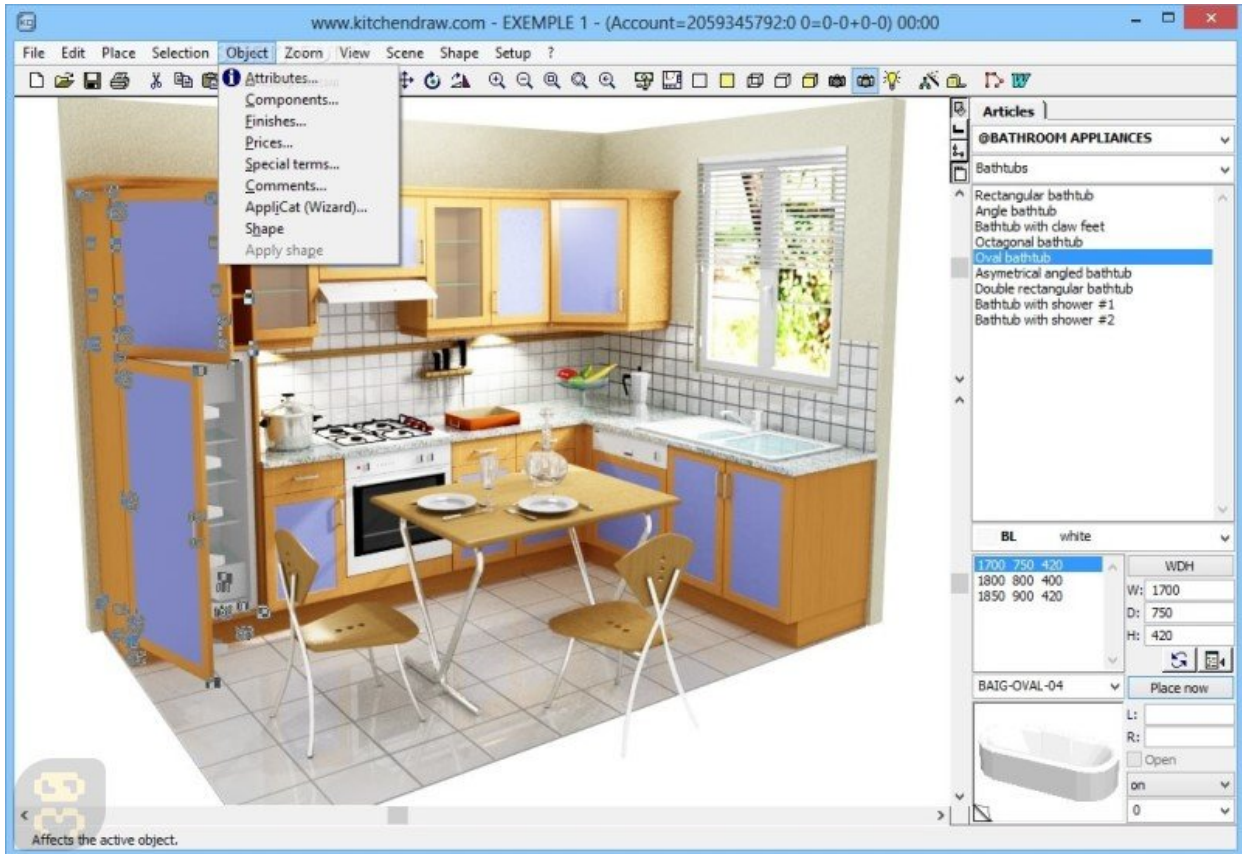 www.kitchendraw.com - EXEMPLE 1 - (Account=2059345792:0 0=0-0+0-0) 00:00
File Edit Place Selection Object Zoom View Scene Shape Setup ?
Attributes...
Components...
Finishes...
Prices...
Special terms...
Comments...
AppliCat (Wizard)...
Shape
Apply shape
Articles
@BATHROOM APPLIANCES
Bathtubs
Rectangular bathtub
Angle bathtub
Bathtub with claw feet
Octagonal bathtub
Oval bathtub
Asymetrical angled bathtub
Double rectangular bathtub
Bathtub with shower #1
Bathtub with shower #2
BL white
1700 750 420
1800 800 400
1850 900 420
WDH
W: 1700
D: 750
H: 420
BAIG-OVAL-04
Place now
L:
R:
Open
on
0
Affects the active object.